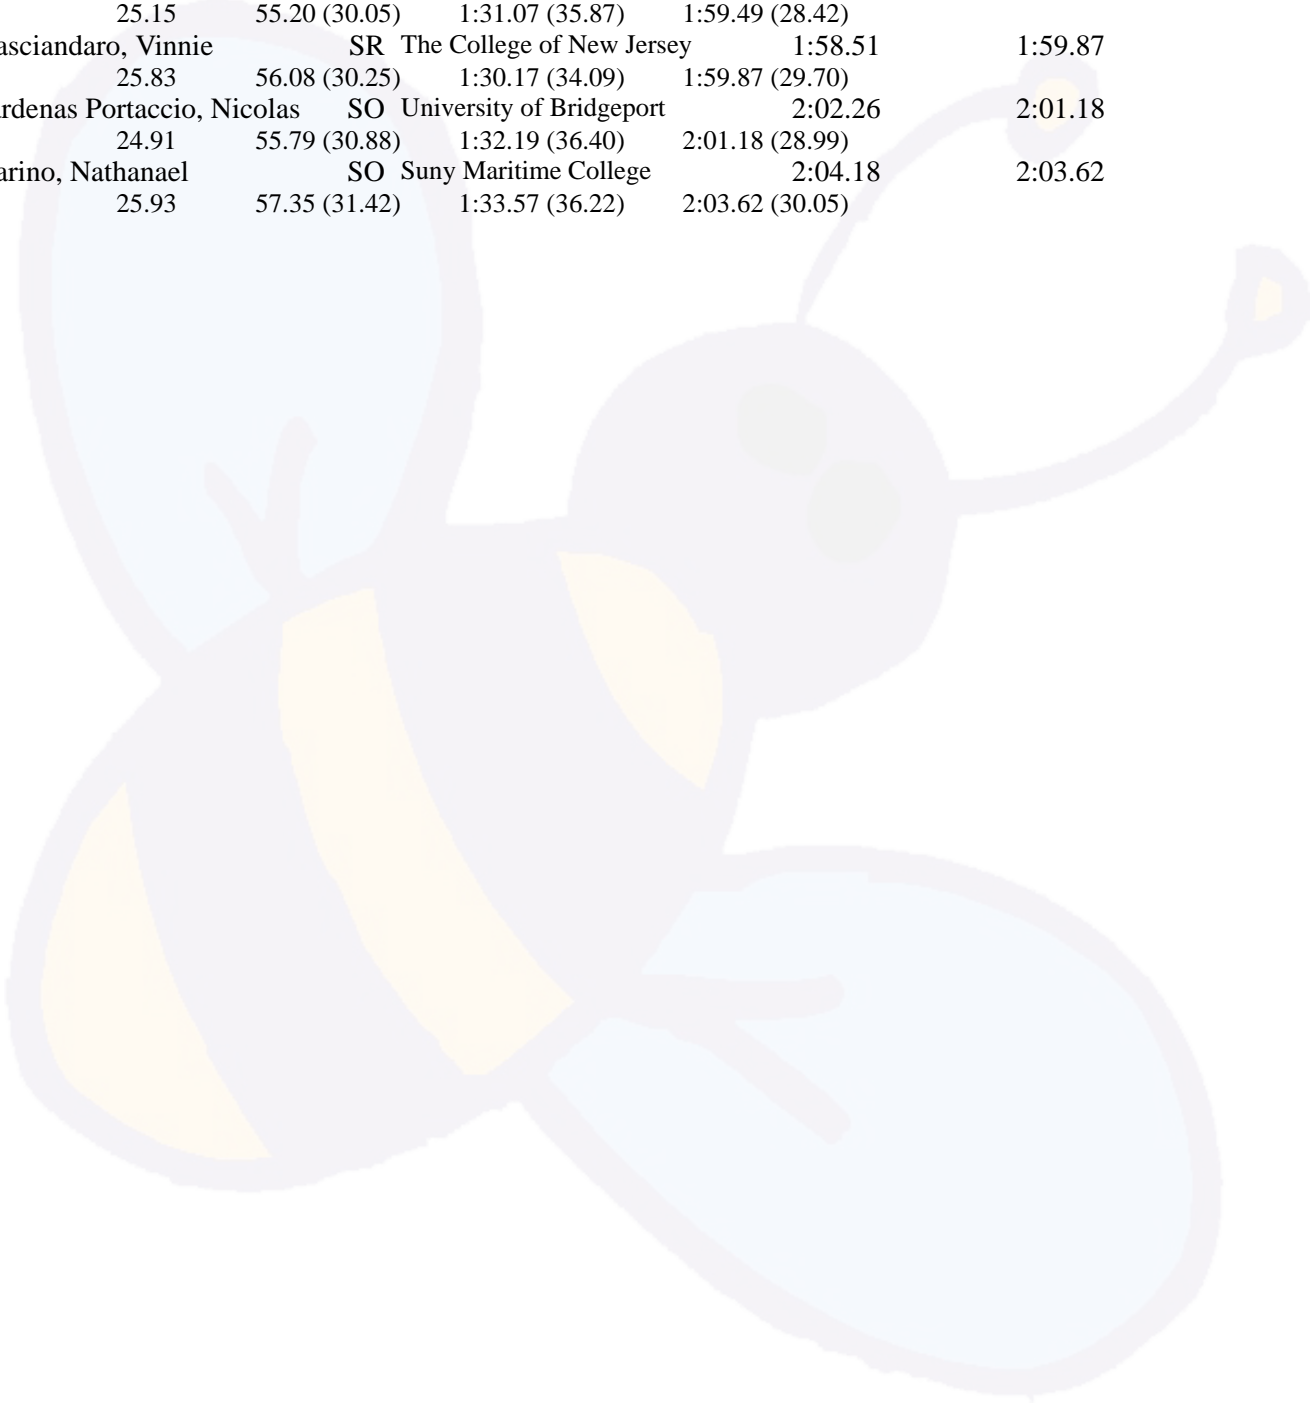 25.15 55.20 (30.05) 1:31.07 (35.87) 1:59.49 (28.42)
asciandaro, Vinnie SR The College of New Jersey 1:58.51 1:59.87
25.83 56.08 (30.25) 1:30.17 (34.09) 1:59.87 (29.70)
rdenas Portaccio, Nicolas SO University of Bridgeport 2:02.26 2:01.18
24.91 55.79 (30.88) 1:32.19 (36.40) 2:01.18 (28.99)
arino, Nathanael SO Suny Maritime College 2:04.18 2:03.62
25.93 57.35 (31.42) 1:33.57 (36.22) 2:03.62 (30.05)